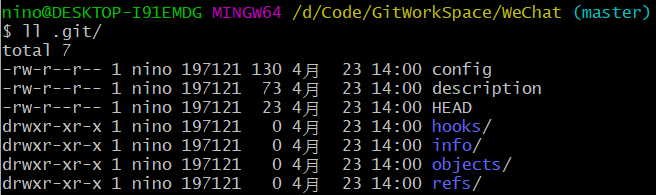 nino@DESKTOP-I91EMDG MINGW64 /d/Code/GitWorkSpace/WeChat (master)
$ ll .git/
total 7
-rw-r--r-- 1 nino 197121 130 4月  23 14:00 config
-rw-r--r-- 1 nino 197121  73 4月  23 14:00 description
-rw-r--r-- 1 nino 197121  23 4月  23 14:00 HEAD
drwxr-xr-x 1 nino 197121   0 4月  23 14:00 hooks/
drwxr-xr-x 1 nino 197121   0 4月  23 14:00 info/
drwxr-xr-x 1 nino 197121   0 4月  23 14:00 objects/
drwxr-xr-x 1 nino 197121   0 4月  23 14:00 refs/